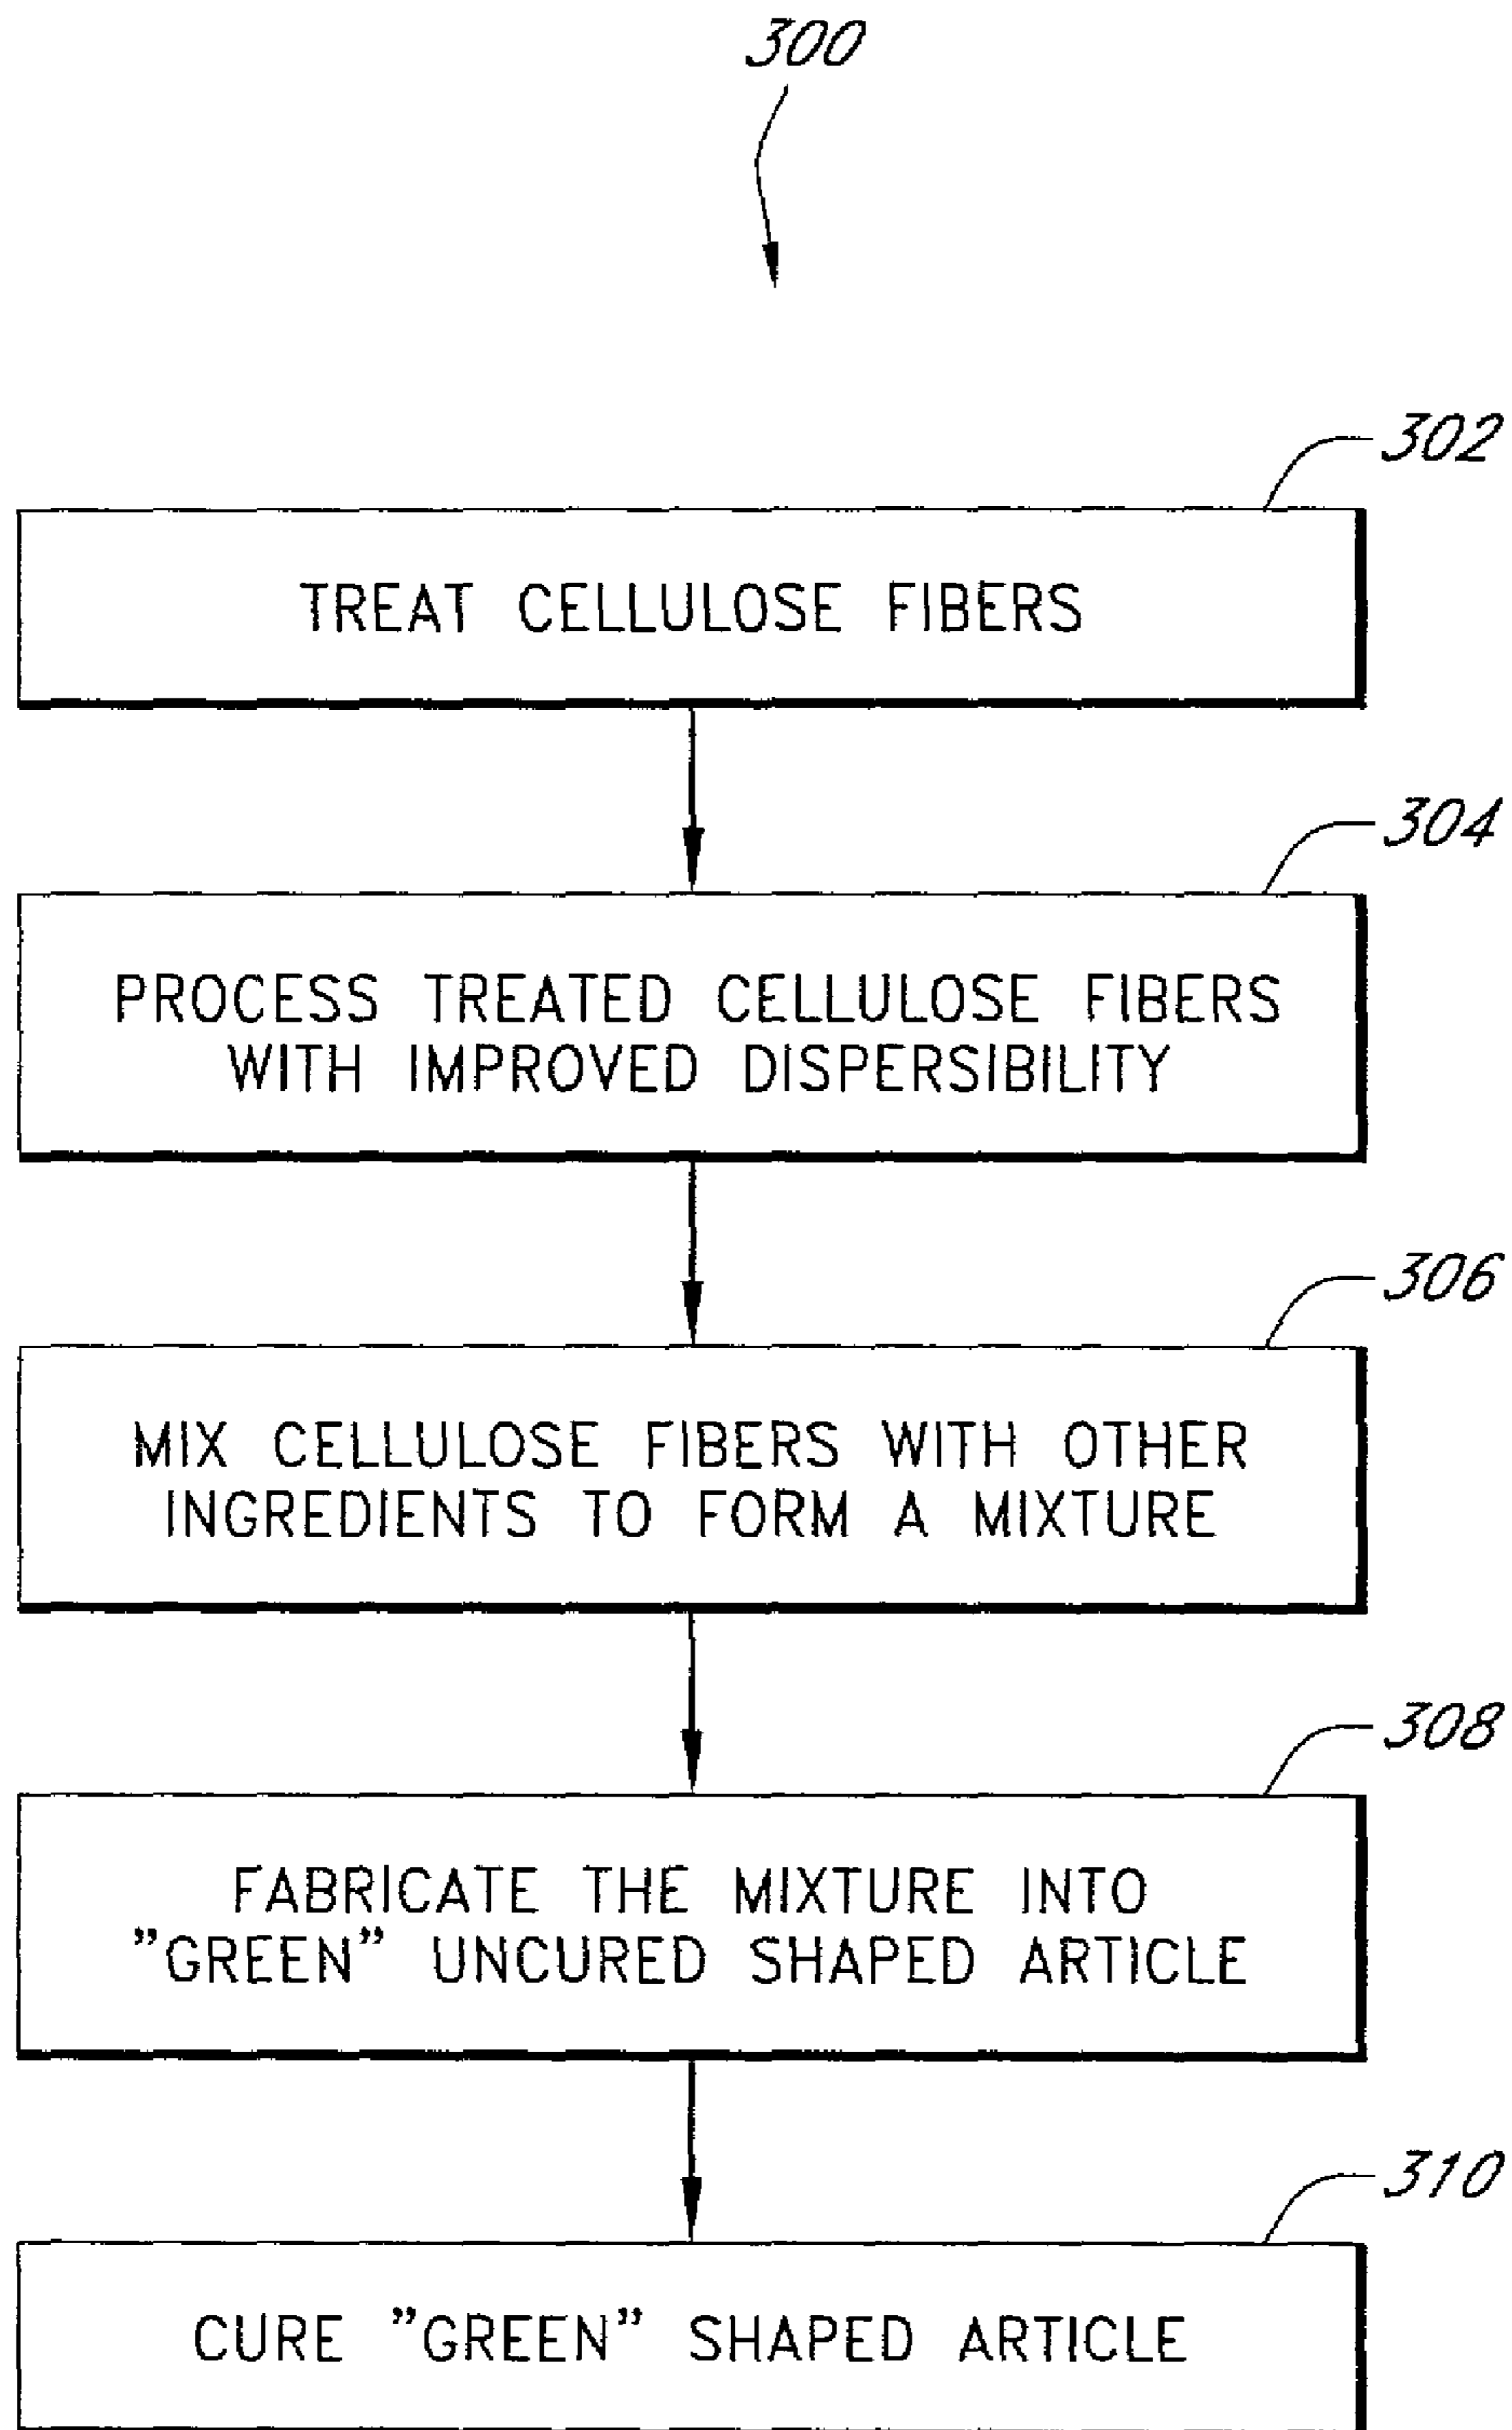 300
302
TREAT CELLULOSE FIBERS
304
PROCESS TREATED CELLULOSE FIBERS
WITH IMPROVED DISPERSIBILITY
306
MIX CELLULOSE FIBERS WITH OTHER
INGREDIENTS TO FORM A MIXTURE
308
FABRICATE THE MIXTURE INTO
”GREEN” UNCURED SHAPED ARTICLE
310
CURE ”GREEN” SHAPED ARTICLE